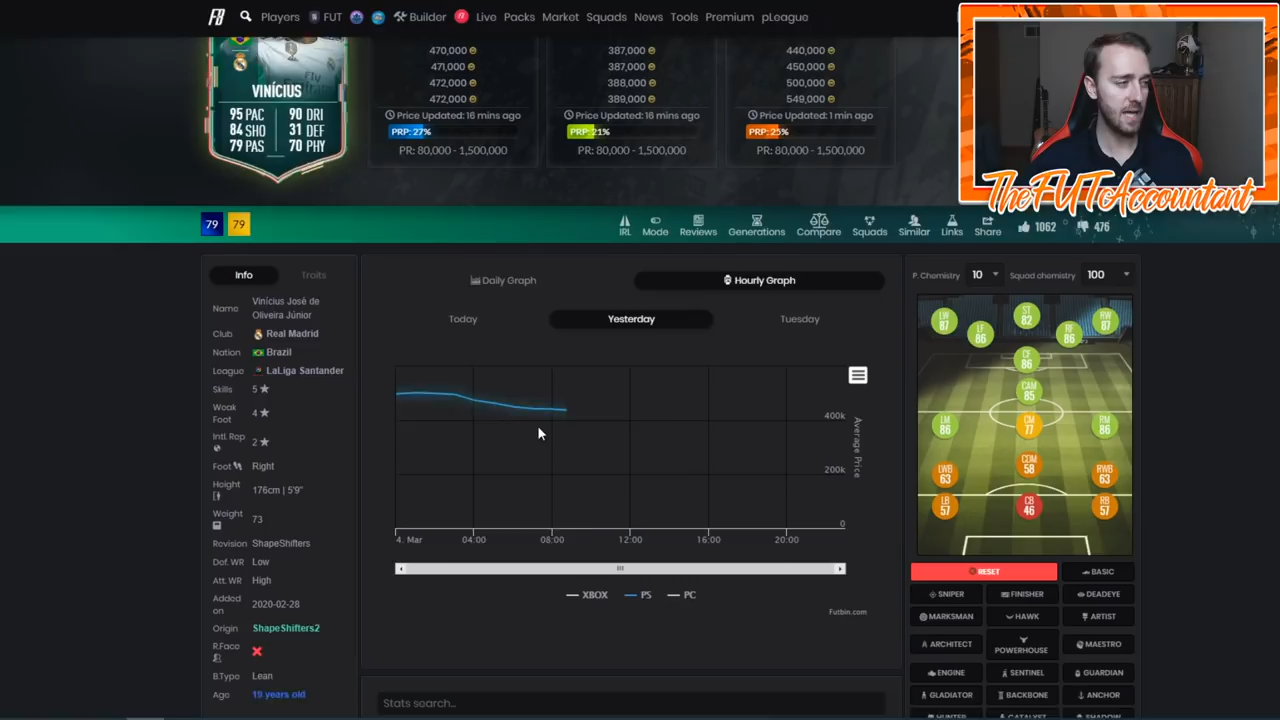 FB Players FUT Builder Live Packs Market Squads News Tools Premium pLeague
470,000 387,000 440,000
471,000 387,000 450,000
472,000 388,000 500,000
472,000 389,000 549,000
VINÍCIUS
95 PAC 90 DRI
84 SHO 31 DEF
79 PAS 70 PHY
Price Updated: 16 mins ago Price Updated: 16 mins ago Price Updated: 1 min ago
PRP: 27% PRP: 21% PRP: 25%
PR: 80,000 - 1,500,000 PR: 80,000 - 1,500,000 PR: 80,000 - 1,500,000
TheFUTAccountant
79 79
IRL Mode Reviews Generations Compare Squads Similar Links Share 1062 476
Info Traits
Name Vinícius José de
Oliveira Júnior
Club Real Madrid
Nation Brazil
League LaLiga Santander
Skills 5
Weak
Foot 4
Intl. Rep 2
Foot Right
Height 176cm | 5'9"
Weight 73
Revision ShapeShifters
Def. WR Low
Att. WR High
Added
on 2020-02-28
Origin ShapeShifters2
R.Face
B.Type Lean
Age 19 years old
Daily Graph Hourly Graph
Today Yesterday Tuesday
400k
200k
0
Average Price
4. Mar 04:00 08:00 12:00 16:00 20:00
XBOX PS PC
Futbin.com
Stats search...
P. Chemistry 10 Squad chemistry 100
ST
82
LW
87
RW
87
LF
86
RF
86
CF
86
CAM
85
LM
86
CM
77
RM
86
CDM
58
LWB
63
RWB
63
LB
57
CB
46
RB
57
RESET BASIC
SNIPER FINISHER DEADEYE
MARKSMAN HAWK ARTIST
ARCHITECT POWERHOUSE MAESTRO
ENGINE SENTINEL GUARDIAN
GLADIATOR BACKBONE ANCHOR
HUNTER CATALYST SHADOW